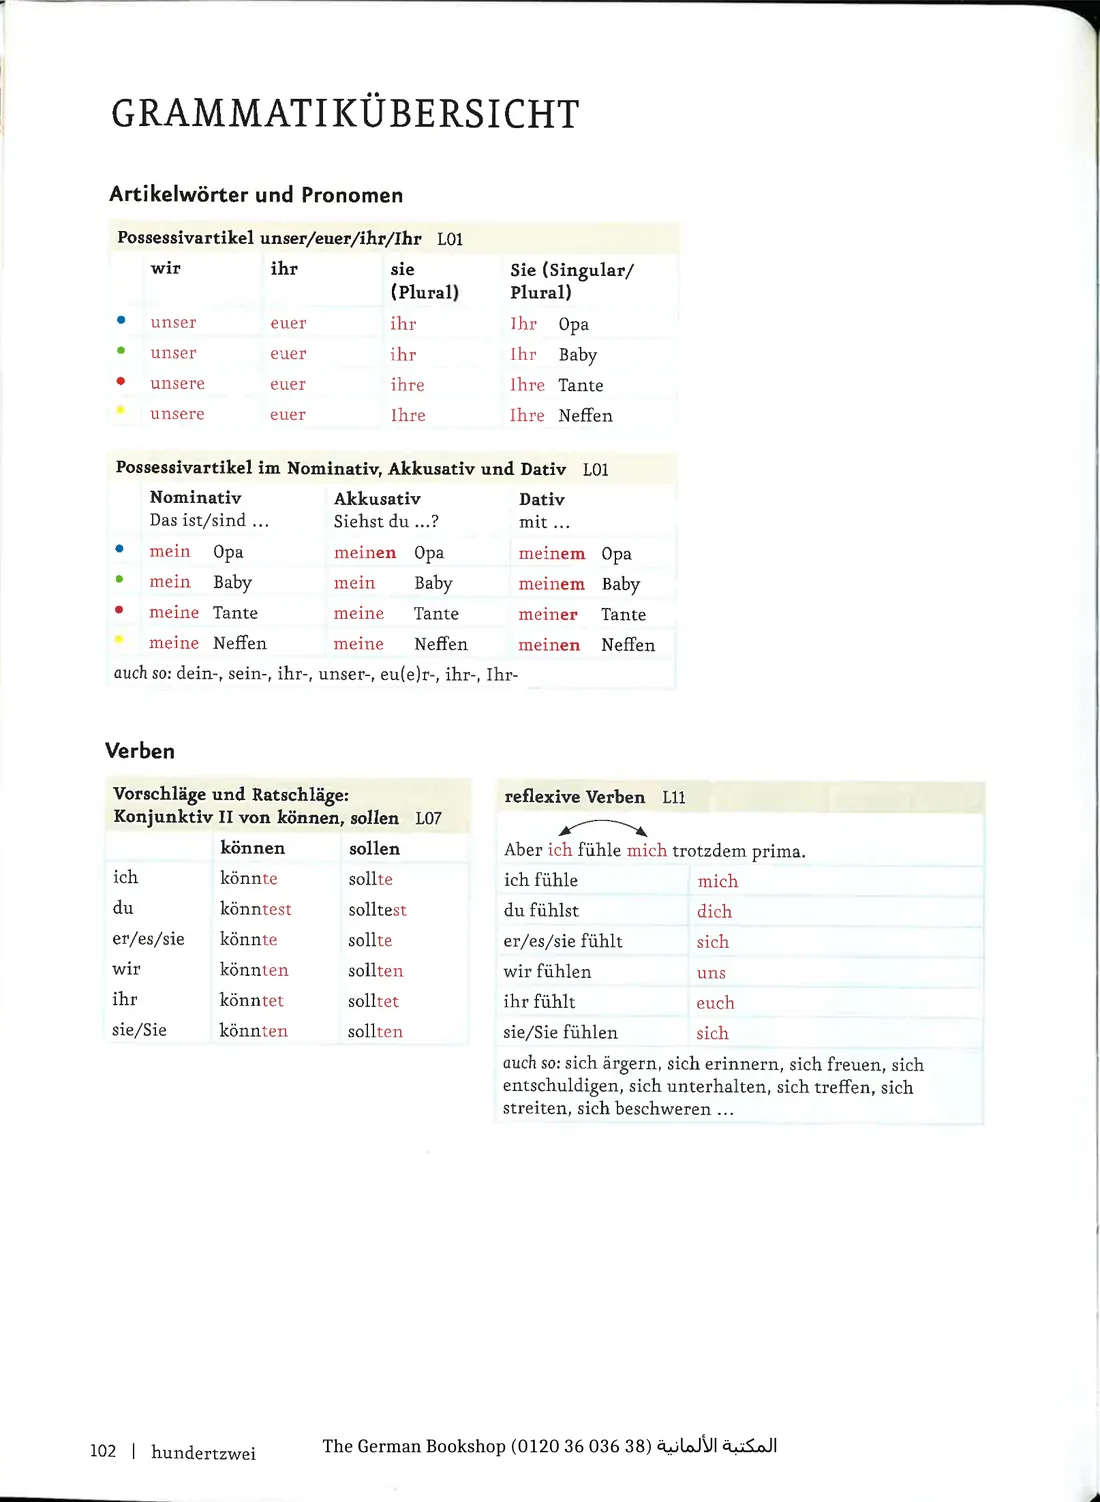 GRAMMATIKÜBERSICHT
Artikelwörter und Pronomen
Possessivartikel unser/euer/ihr/Ihr L01
wir ihr sie Sie (Singular/
(Plural) Plural)
unser euer ihr Ihr Opa
unser euer ihr Ihr Baby
unsere euer ihre Ihre Tante
unsere euer Ihre Ihre Neffen
Possessivartikel im Nominativ, Akkusativ und Dativ L01
Nominativ Akkusativ Dativ
Das ist/sind ... Siehst du ...? mit ...
mein Opa meinen Opa meinem Opa
mein Baby mein Baby meinem Baby
meine Tante meine Tante meiner Tante
meine Neffen meine Neffen meinen Neffen
auch so: dein-, sein-, ihr-, unser-, eu(e)r-, ihr-, Ihr-
Verben
Vorschläge und Ratschläge:
Konjunktiv II von können, sollen L07
können sollen
ich könnte sollte
du könntest solltest
er/es/sie könnte sollte
wir könnten sollten
ihr könntet solltet
sie/Sie könnten sollten
reflexive Verben L11
Aber ich fühle mich trotzdem prima.
ich fühle mich
du fühlst dich
er/es/sie fühlt sich
wir fühlen uns
ihr fühlt euch
sie/Sie fühlen sich
auch so: sich ärgern, sich erinnern, sich freuen, sich
entschuldigen, sich unterhalten, sich treffen, sich
streiten, sich beschweren ...
102 | hundertzwei
The German Bookshop (0120 36 036 38) المكتبة الألمانية